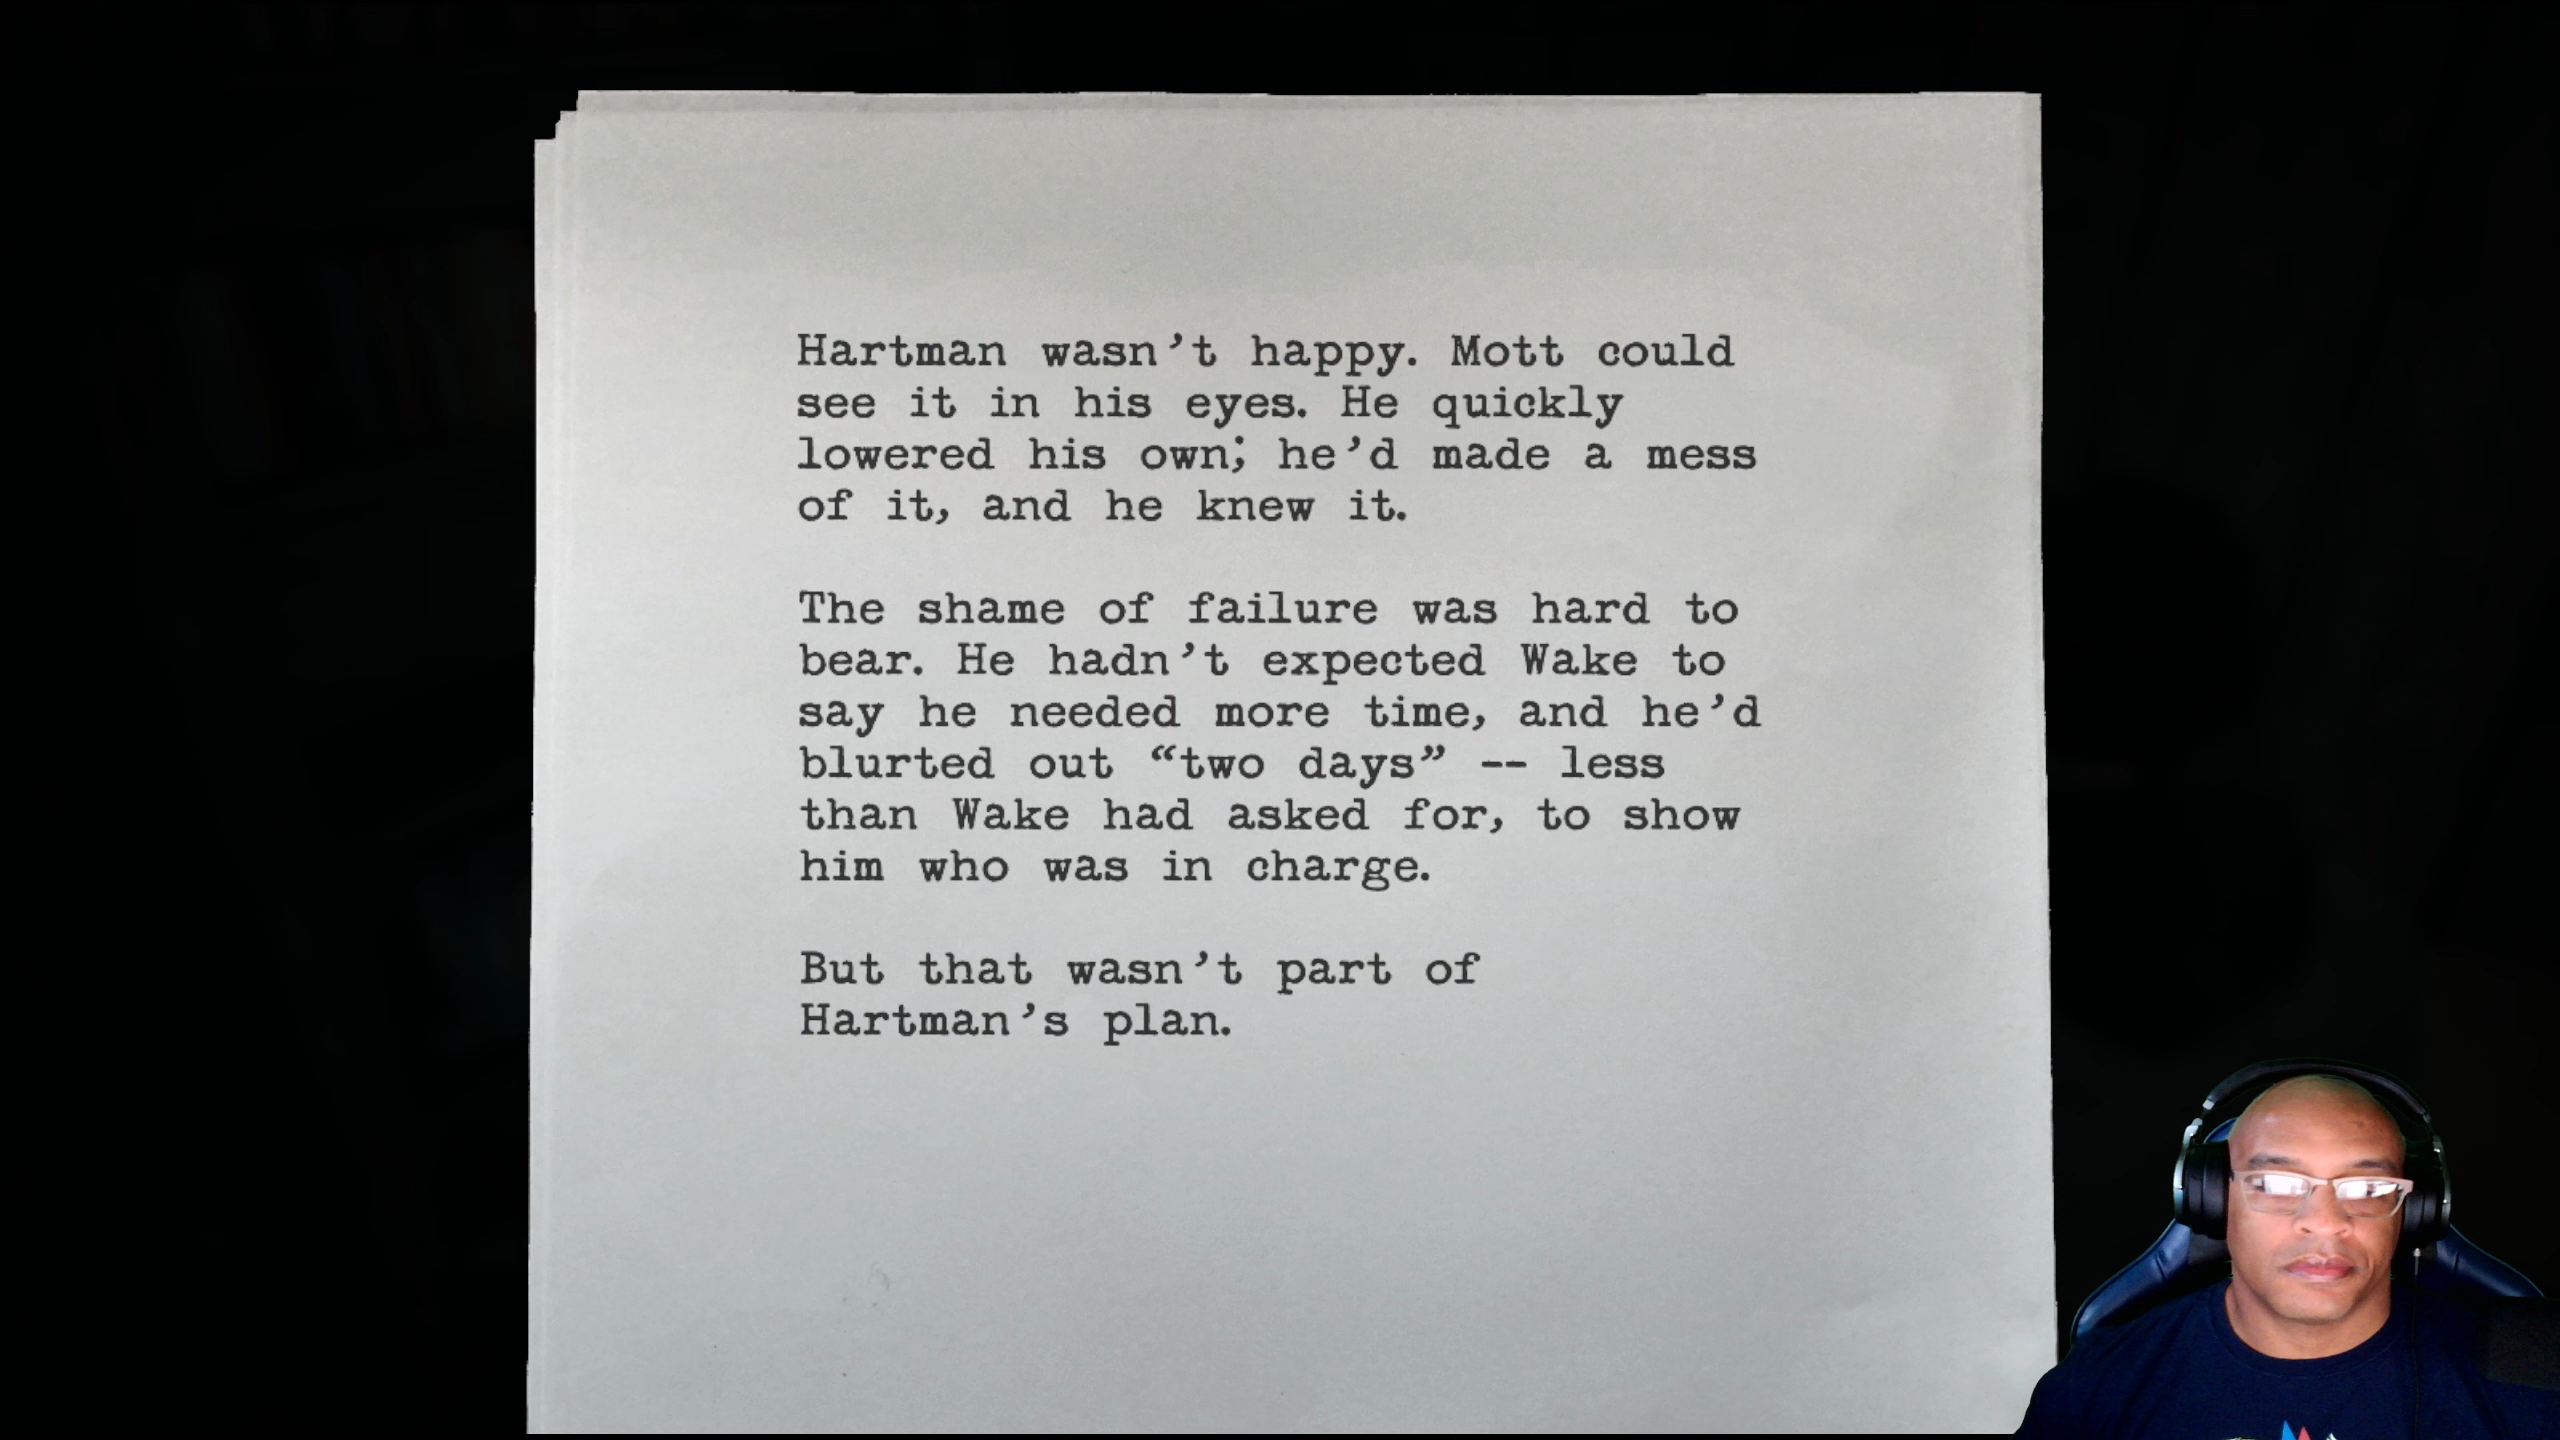 Hartman wasn’t happy. Mott could
see it in his eyes. He quickly
lowered his own; he’d made a mess
of it, and he knew it.
The shame of failure was hard to
bear. He hadn’t expected Wake to
say he needed more time, and he’d
blurted out “two days” -- less
than Wake had asked for, to show
him who was in charge.
But that wasn’t part of
Hartman’s plan.